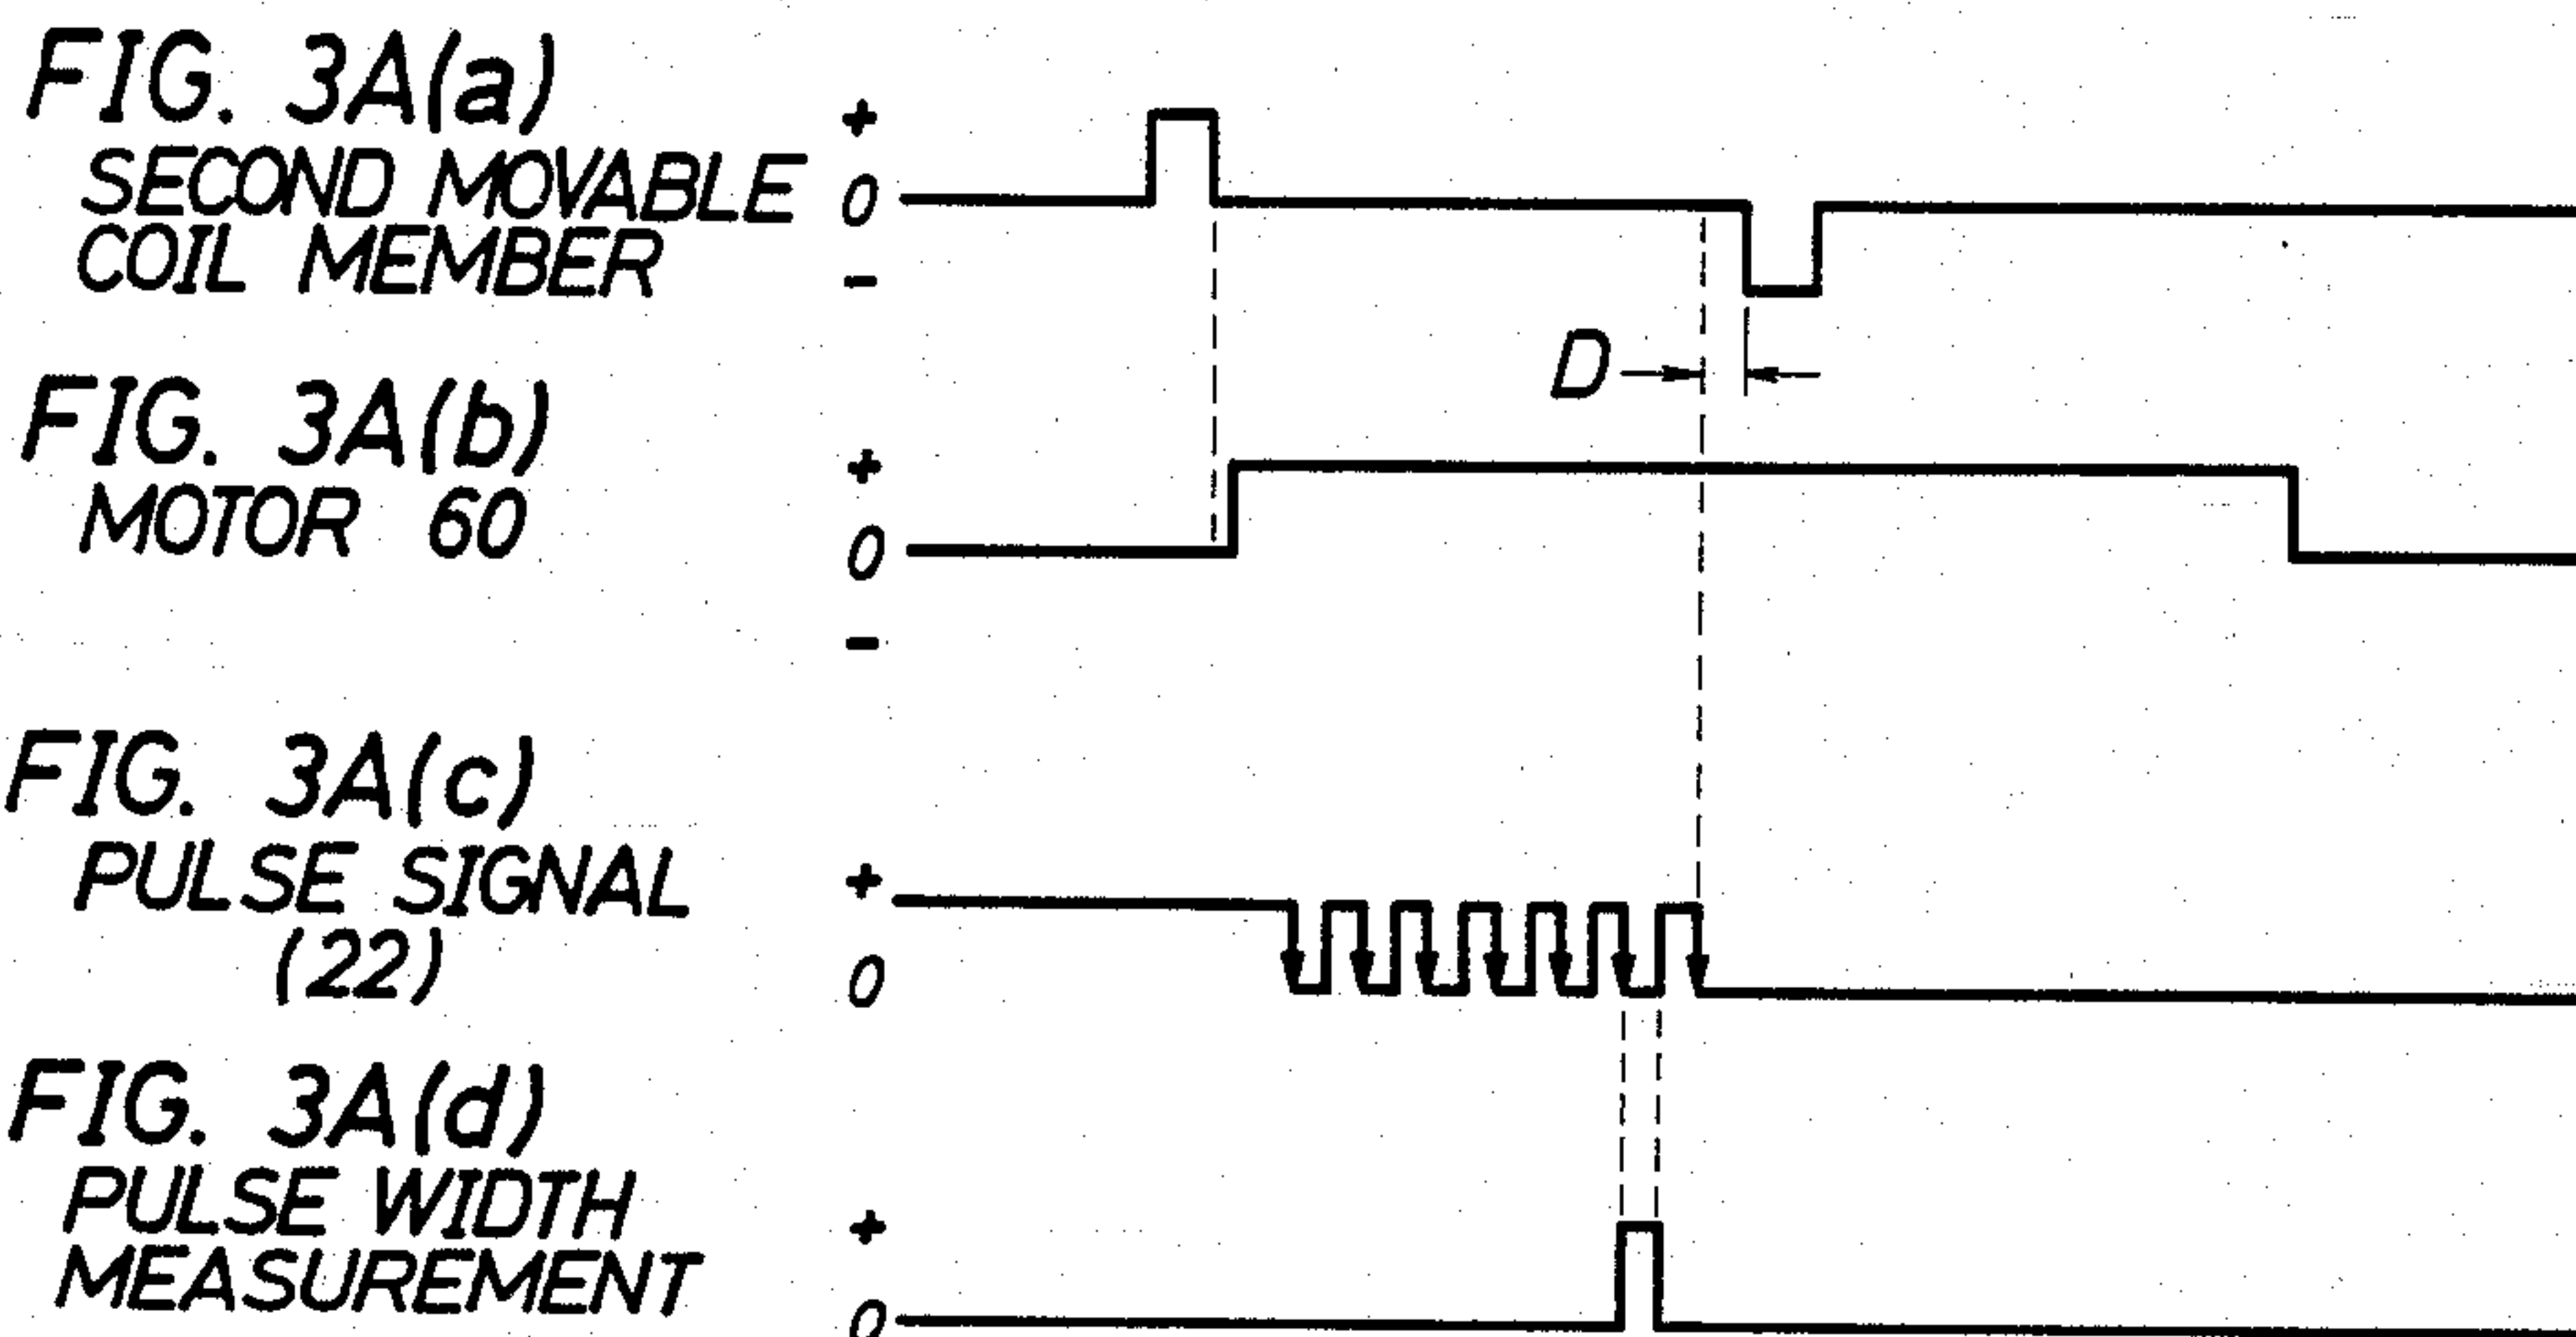 FIG. 3A(a)
SECOND MOVABLE
COIL MEMBER
+
0
-
D
FIG. 3A(b)
MOTOR 60
+
0
-
FIG. 3A(c)
PULSE SIGNAL
(22)
+
0
FIG. 3A(d)
PULSE WIDTH
MEASUREMENT
+
0